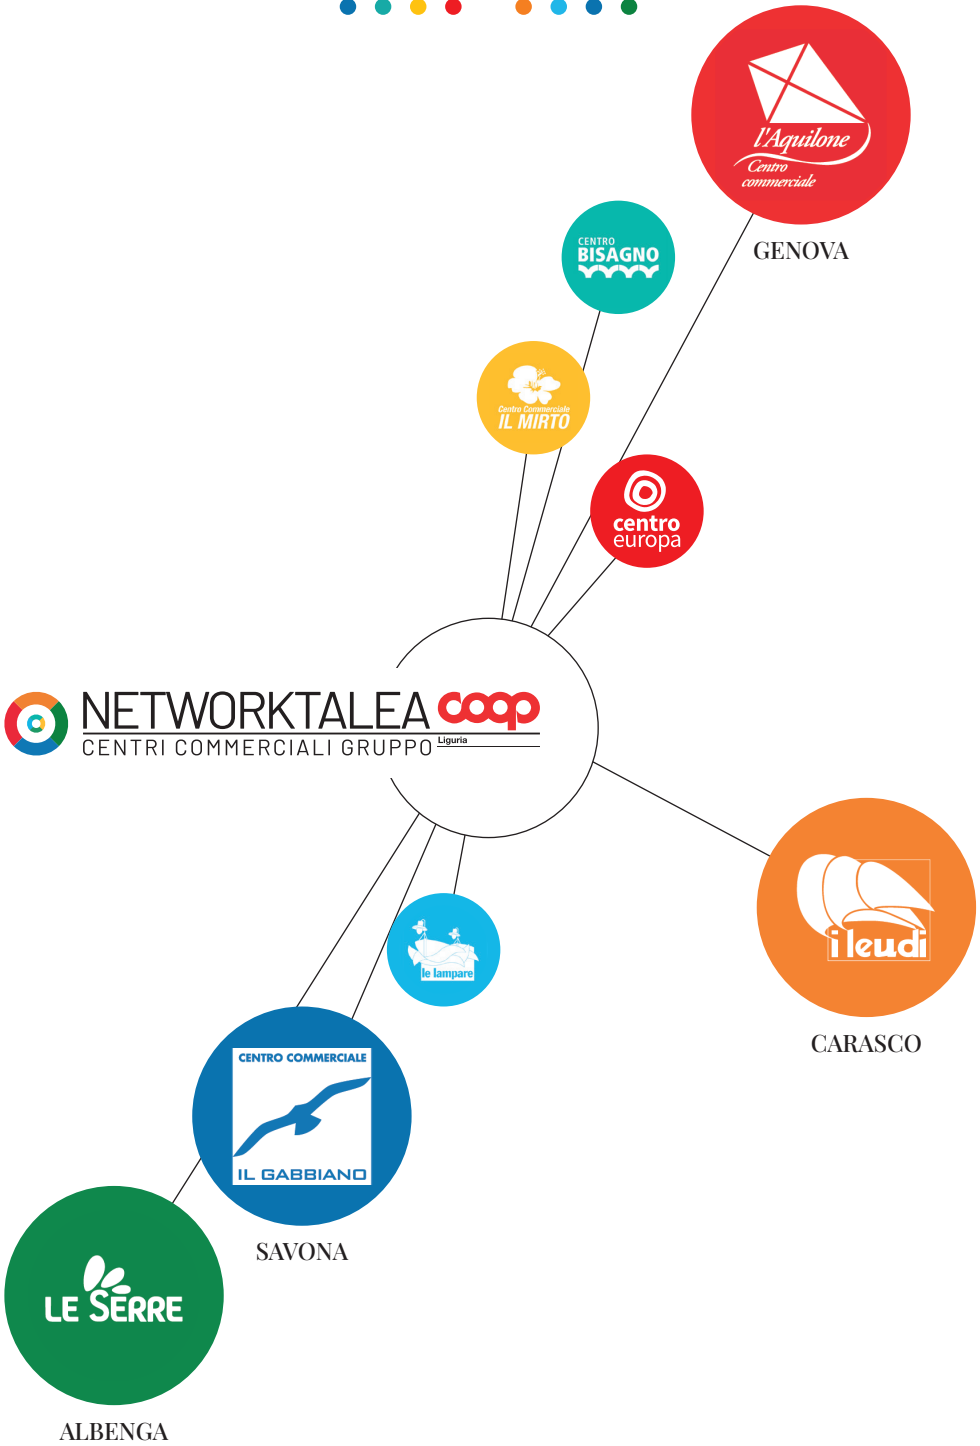 l'Aquilone
Centro
commerciale
GENOVA
CENTRO
BISAGNO
Centro Commerciale
IL MIRTO
centro
europa
NETWORKTALEA coop
CENTRI COMMERCIALI GRUPPO Liguria
i leudi
CARASCO
le lampare
CENTRO COMMERCIALE
IL GABBIANO
SAVONA
LE SERRE
ALBENGA